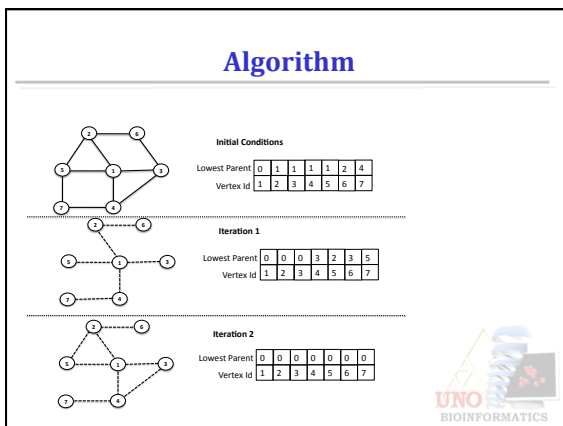 Algorithm
2 6
5 1 3
7 4
Initial Conditions
Lowest Parent 0 1 1 1 1 2 4
Vertex Id 1 2 3 4 5 6 7
2 6
5 1 3
7 4
Iteration 1
Lowest Parent 0 0 0 3 2 3 5
Vertex Id 1 2 3 4 5 6 7
2 6
5 1 3
7 4
Iteration 2
Lowest Parent 0 0 0 0 0 0 0
Vertex Id 1 2 3 4 5 6 7
UNO
BIOINFORMATICS